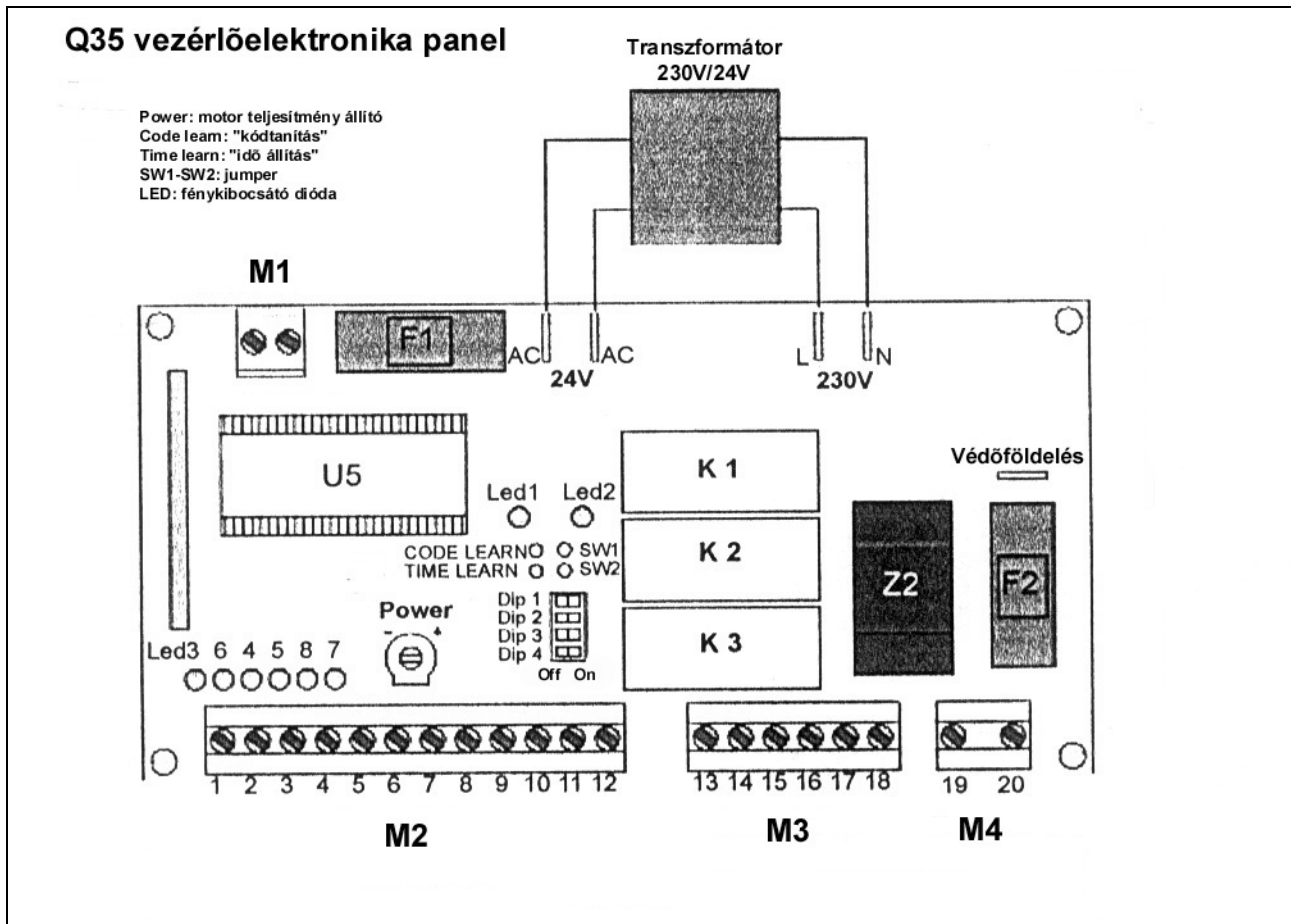 Q35 vezérlõelektronika panel
Transzformátor
230V/24V
Power: motor teljesítmény állító
Code learn: "kódtanítás"
Time learn: "idõ állítás"
SW1-SW2: jumper
LED: fénykibocsátó dióda
M1
F1
AC AC
24V
L N
230V
Védõföldelés
U5
K 1
Led1 Led2
CODE LEARN SW1
TIME LEARN SW2
K 2
Z2
F2
Power
- +
Dip 1
Dip 2
Dip 3
Dip 4
Off On
K 3
Led3 6 4 5 8 7
1 2 3 4 5 6 7 8 9 10 11 12
13 14 15 16 17 18
19 20
M2
M3
M4